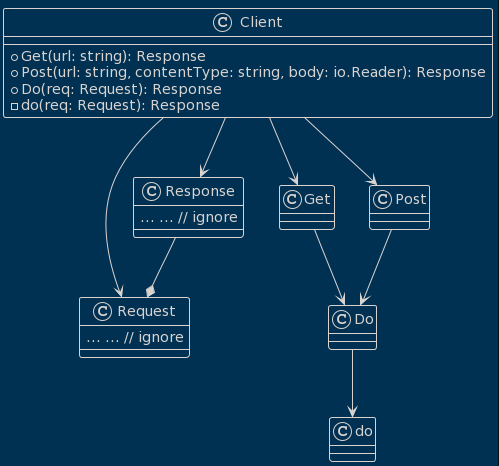 C Client
Get(url: string): Response
Post(url: string, contentType: string, body: io.Reader): Response
Do(req: Request): Response
do(req: Request): Response
C Response
... ... // ignore
C Get
C Post
C Request
... ... // ignore
C Do
C do